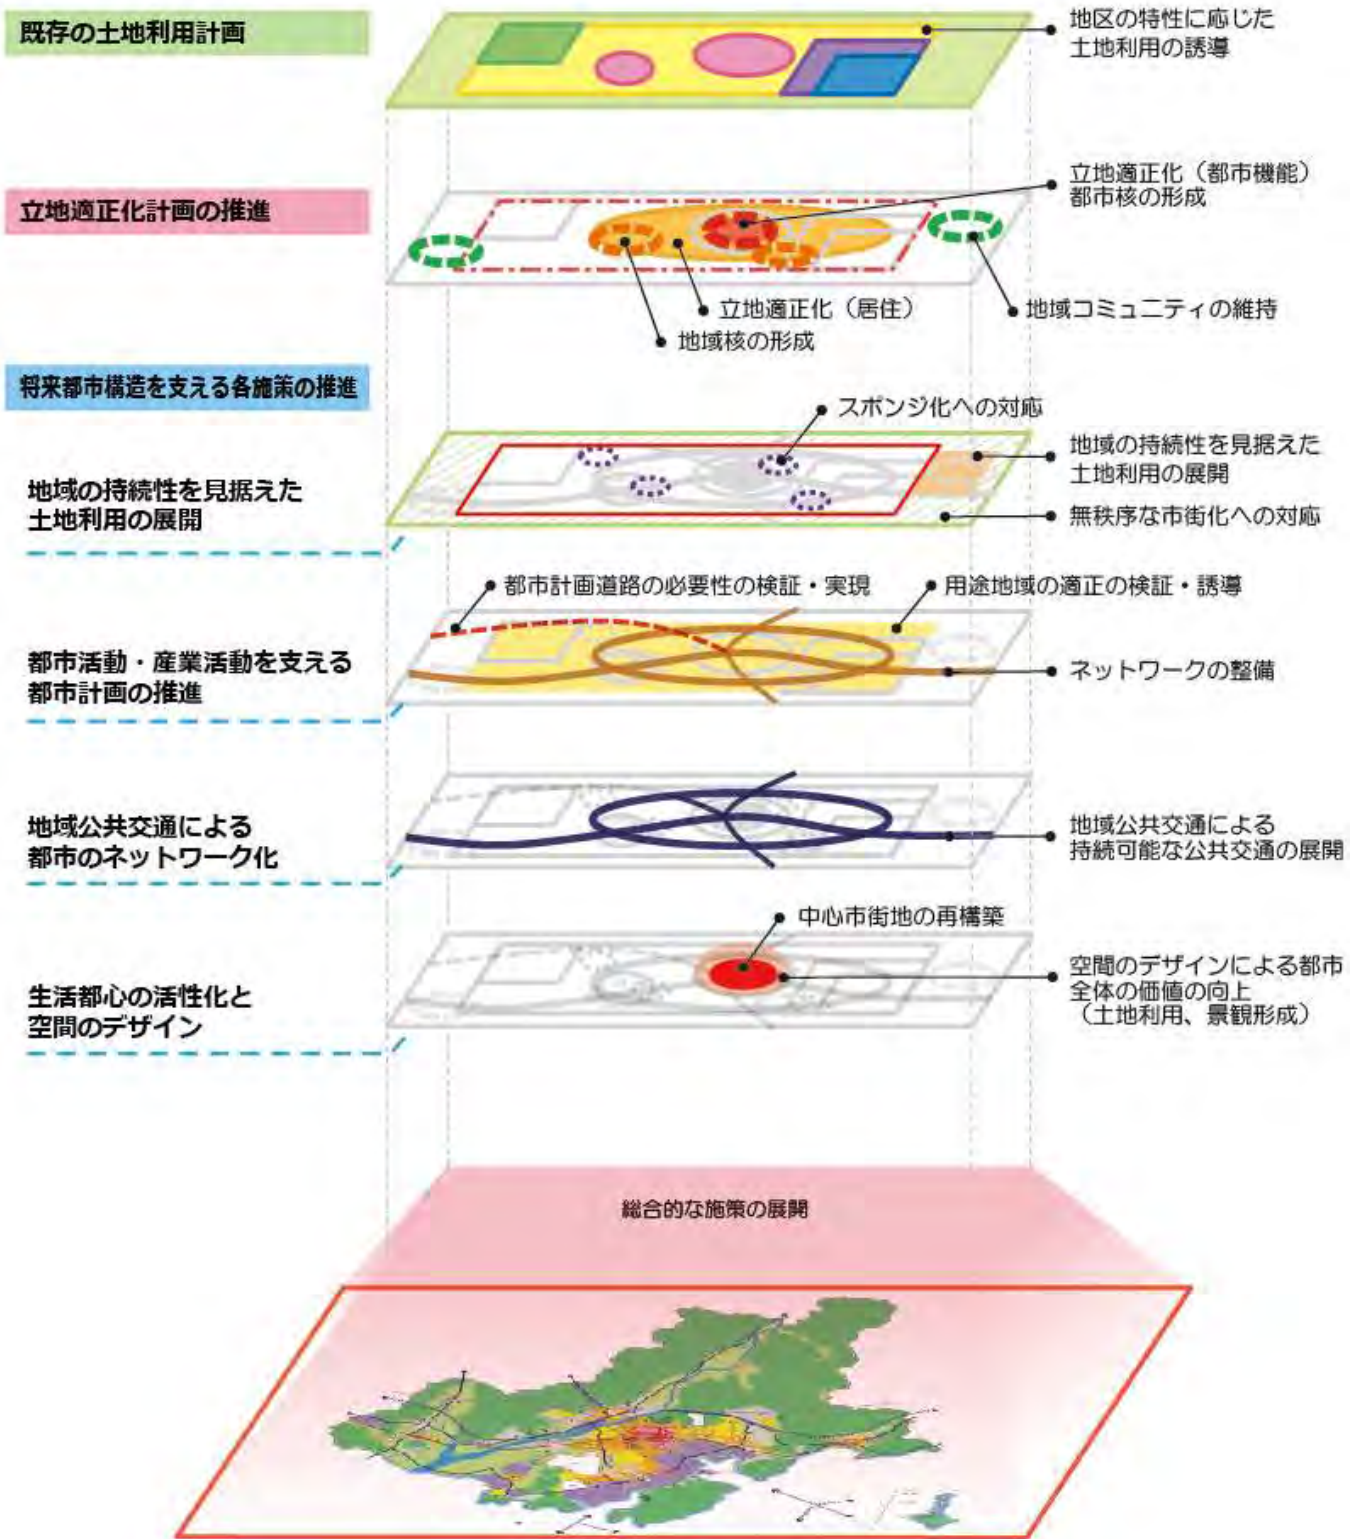 既存の土地利用計画
地区の特性に応じた
土地利用の誘導
立地適正化計画の推進
立地適正化（都市機能）
都市核の形成
立地適正化（居住）
地域核の形成
地域コミュニティの維持
将来都市構造を支える各施策の推進
スポンジ化への対応
地域の持続性を見据えた
土地利用の展開
地域の持続性を見据えた
土地利用の展開
無秩序な市街化への対応
都市計画道路の必要性の検証・実現
用途地域の適正の検証・誘導
都市活動・産業活動を支える
都市計画の推進
ネットワークの整備
地域公共交通による
都市のネットワーク化
地域公共交通による
持続可能な公共交通の展開
中心市街地の再構築
生活都心の活性化と
空間のデザイン
空間のデザインによる都市
全体の価値の向上
（土地利用、景観形成）
総合的な施策の展開